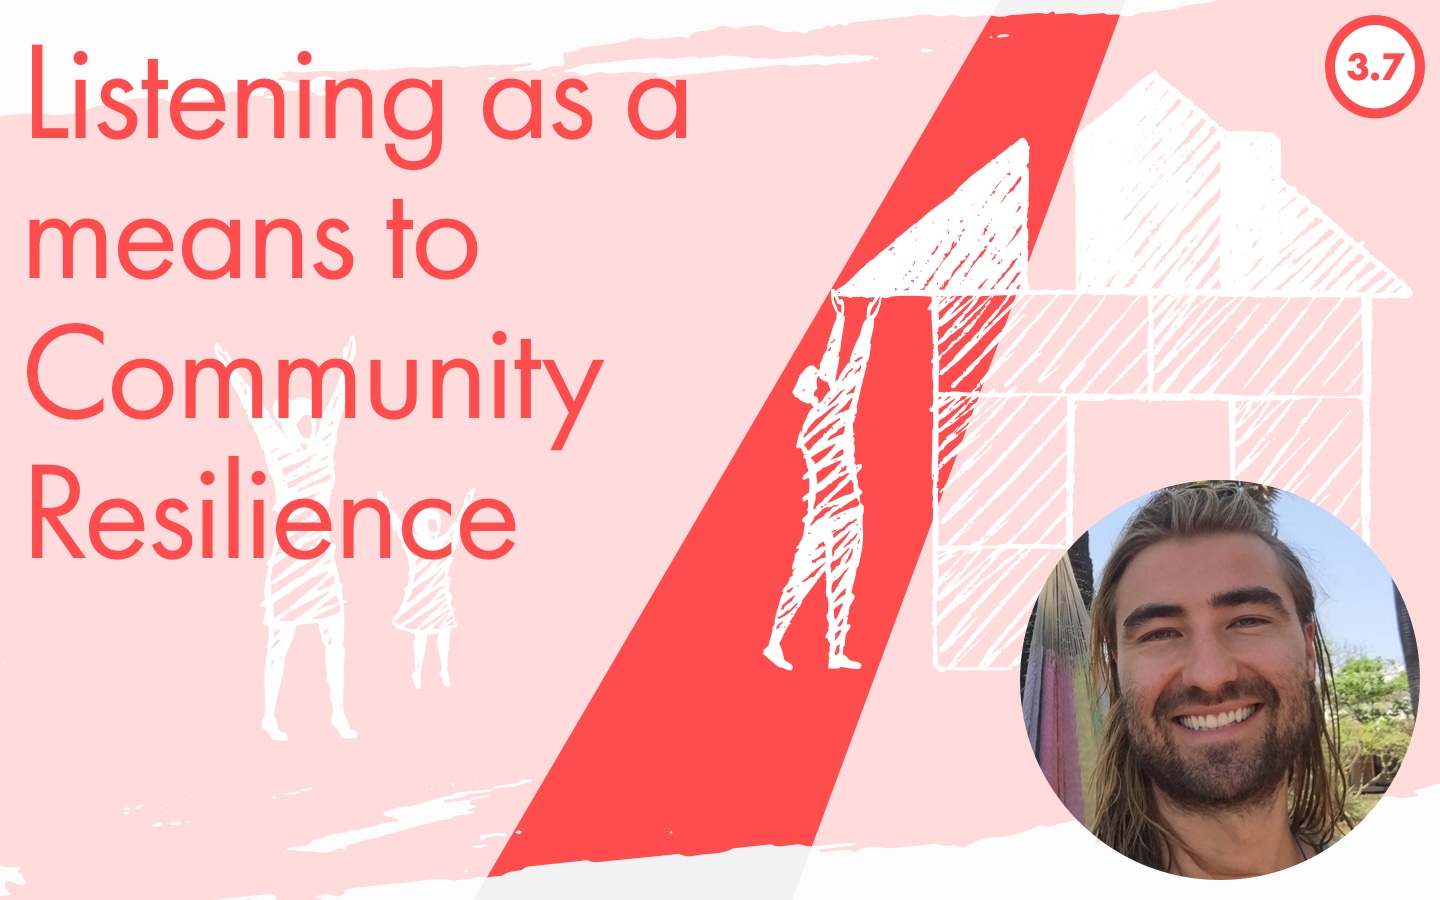 Listening as a
means to
Community
Resilience
3.7